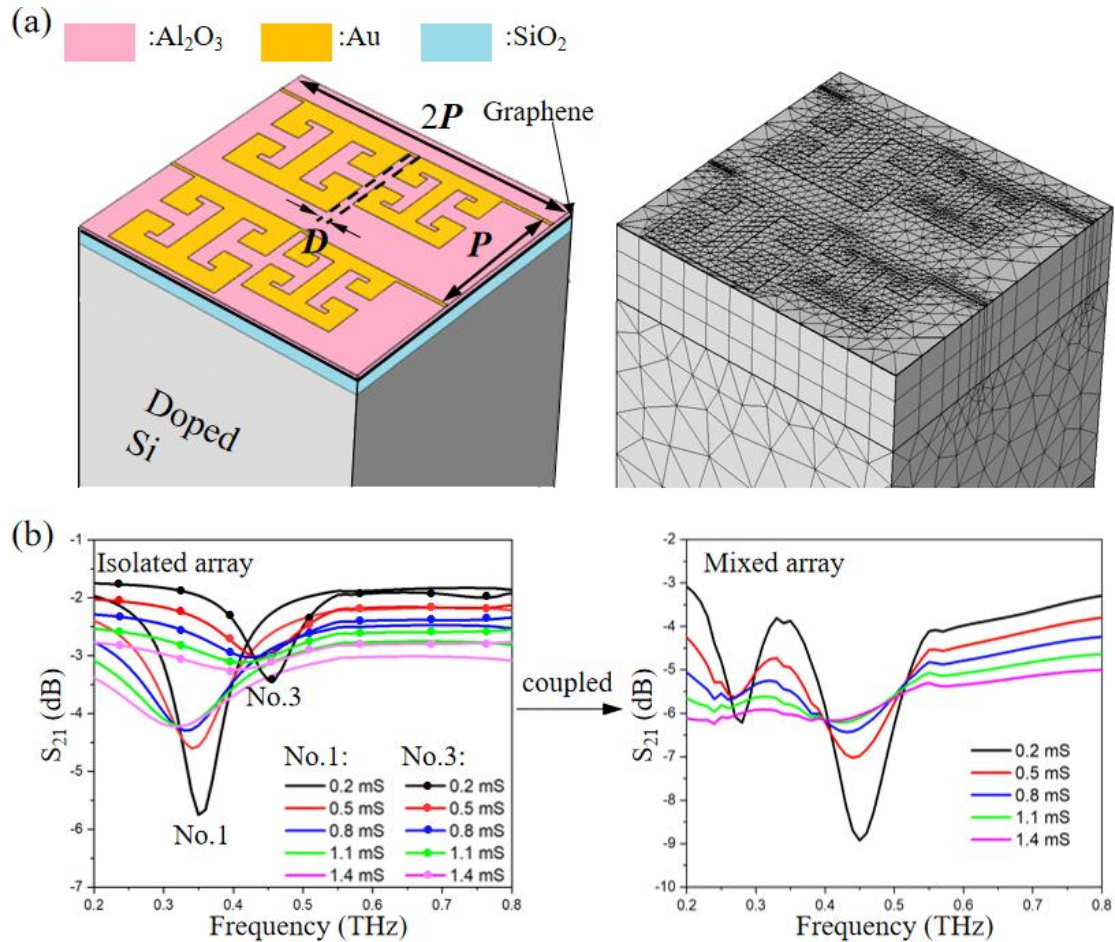 (a)
:Al₂O₃ :Au :SiO₂
2P Graphene
D
P
Doped
Si
(b)
Isolated array
S₂₁ (dB)
-1
-2
-3
-4
-5
-6
-7
No.3
No.1
No.1: No.3:
0.2 mS 0.2 mS
0.5 mS 0.5 mS
0.8 mS 0.8 mS
1.1 mS 1.1 mS
1.4 mS 1.4 mS
0.2 0.3 0.4 0.5 0.6 0.7 0.8
Frequency (THz)
coupled
Mixed array
S₂₁ (dB)
-2
-3
-4
-5
-6
-7
-8
-9
-10
0.2 mS
0.5 mS
0.8 mS
1.1 mS
1.4 mS
0.2 0.3 0.4 0.5 0.6 0.7 0.8
Frequency (THz)